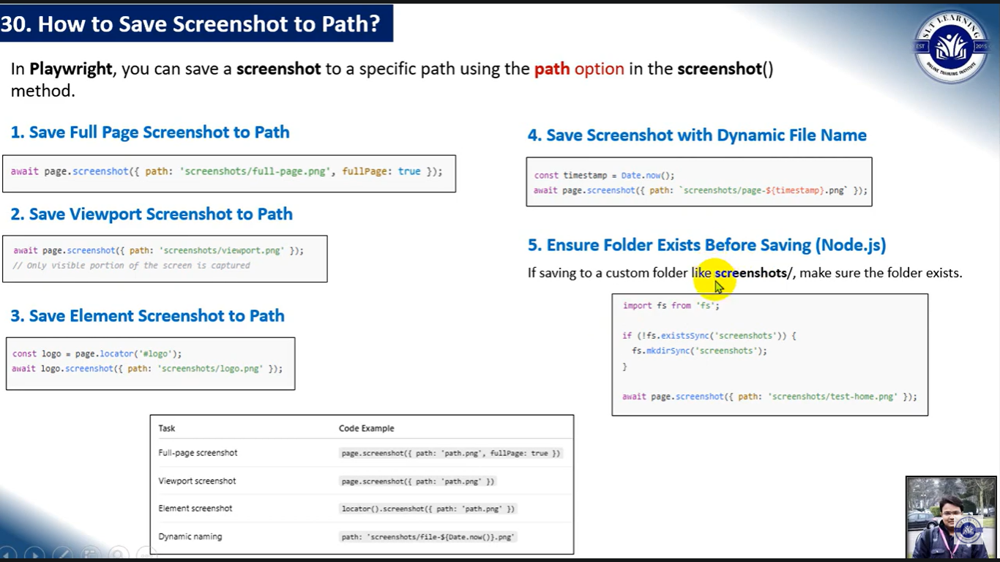 30. How to Save Screenshot to Path?
SLT LEARNING
EST
2015
ONLINE TRAINING INSTITUTE
In Playwright, you can save a screenshot to a specific path using the path option in the screenshot()
method.
1. Save Full Page Screenshot to Path
await page.screenshot({ path: 'screenshots/full-page.png', fullPage: true });
2. Save Viewport Screenshot to Path
await page.screenshot({ path: 'screenshots/viewport.png' });
// Only visible portion of the screen is captured
3. Save Element Screenshot to Path
const logo = page.locator('#logo');
await logo.screenshot({ path: 'screenshots/logo.png' });
4. Save Screenshot with Dynamic File Name
const timestamp = Date.now();
await page.screenshot({ path: `screenshots/page-${timestamp}.png` });
5. Ensure Folder Exists Before Saving (Node.js)
If saving to a custom folder like screenshots/, make sure the folder exists.
import fs from 'fs';
if (!fs.existsSync('screenshots')) {
fs.mkdirSync('screenshots');
}
await page.screenshot({ path: 'screenshots/test-home.png' });
Task Code Example
Full-page screenshot page.screenshot({ path: 'path.png', fullPage: true })
Viewport screenshot page.screenshot({ path: 'path.png' })
Element screenshot locator().screenshot({ path: 'path.png' })
Dynamic naming path: 'screenshots/file-${Date.now()}.png'